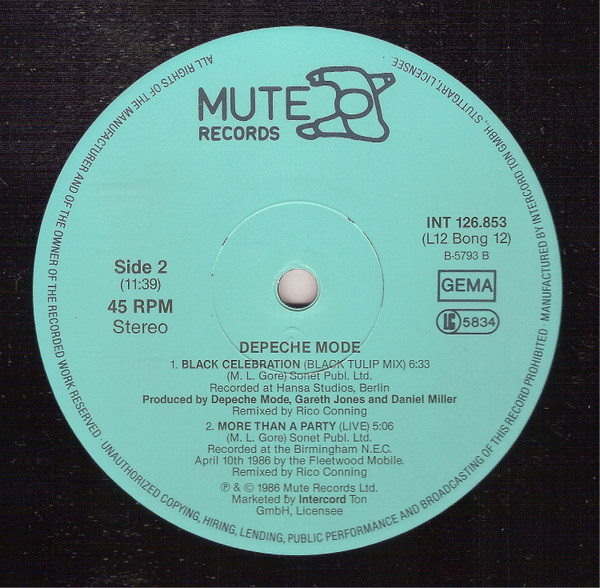 MUTE
RECORDS
ALL RIGHTS OF THE MANUFACTURER AND OF THE OWNER OF THE RECORDED WORK RESERVED · UNAUTHORIZED COPYING, HIRING, LENDING, PUBLIC PERFORMANCE AND BROADCASTING OF THIS RECORD PROHIBITED · MANUFACTURED BY INTERCORD TON GMBH, STUTTGART, LICENSEE
INT 126.853
(L12 Bong 12)
B-5793 B
GEMA
LC 5834
Side 2
(11:39)
45 RPM
Stereo
DEPECHE MODE
1. BLACK CELEBRATION (BLACK TULIP MIX) 6:33
(M. L. Gore) Sonet Publ. Ltd.
Recorded at Hansa Studios, Berlin
Produced by Depeche Mode, Gareth Jones and Daniel Miller
Remixed by Rico Conning
2. MORE THAN A PARTY (LIVE) 5:06
(M. L. Gore) Sonet Publ. Ltd.
Recorded at the Birmingham N.E.C.
April 10th 1986 by the Fleetwood Mobile.
Remixed by Rico Conning
℗ & © 1986 Mute Records Ltd.
Marketed by Intercord Ton
GmbH, Licensee